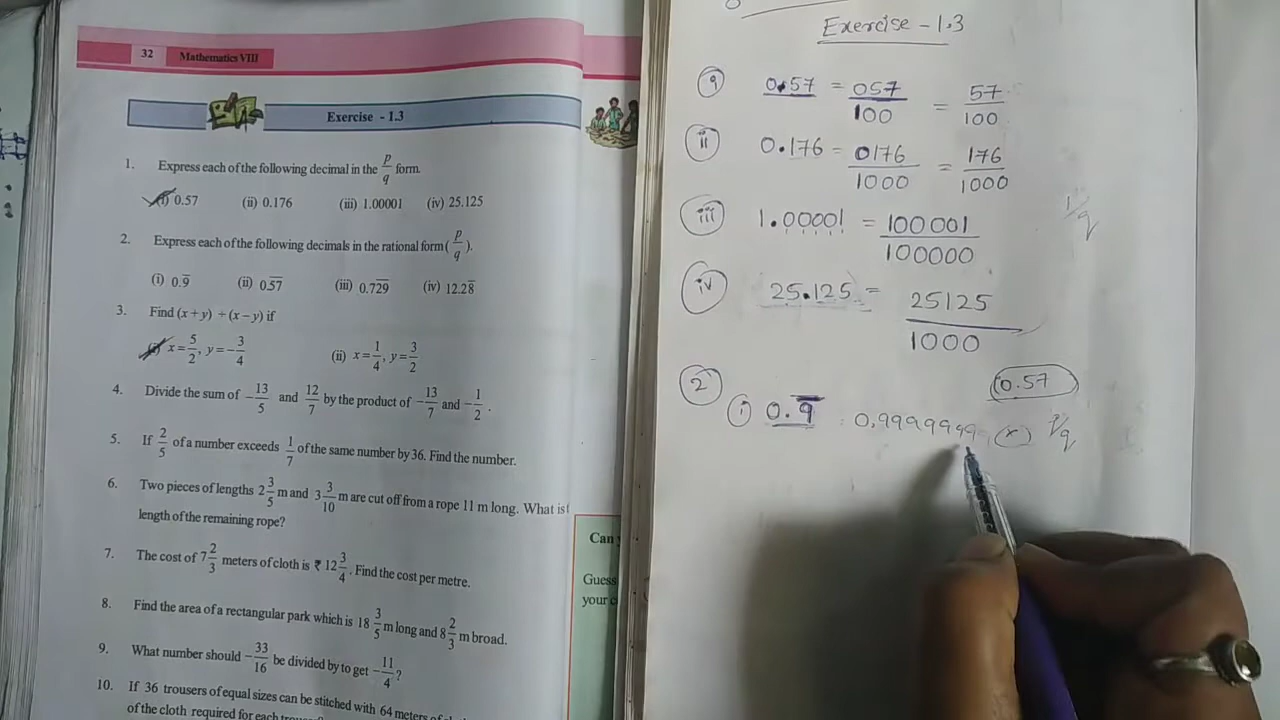 32 Mathematics VIII
Exercise - 1.3
1. Express each of the following decimal in the p/q form.
(i) 0.57 (ii) 0.176 (iii) 1.00001 (iv) 25.125
2. Express each of the following decimals in the rational form (p/q).
(i) 0.9̅ (ii) 0.5̅7̅ (iii) 0.72̅9̅ (iv) 12.28̅
3. Find (x + y) ÷ (x – y) if
(i) x = 5/2, y = –3/4 (ii) x = 1/4, y = 3/2
4. Divide the sum of –13/5 and 12/7 by the product of –13/7 and –1/2.
5. If 2/5 of a number exceeds 1/7 of the same number by 36. Find the number.
6. Two pieces of lengths 2 3/5 m and 3 3/10 m are cut off from a rope 11 m long. What is
length of the remaining rope?
7. The cost of 7 2/3 meters of cloth is ₹ 12 3/4. Find the cost per metre.
8. Find the area of a rectangular park which is 18 3/5 m long and 8 2/3 m broad.
9. What number should –33/16 be divided by to get –11/4?
10. If 36 trousers of equal sizes can be stitched with 64 meters of
of the cloth required for each
Can
Guess
your
Exercise - 1.3
0.57 = 057/100 = 57/100
ii 0.176 = 0176/1000 = 176/1000
iii 1.00001 = 100001/100000
iv 25.125 = 25125/1000
2 0.57
i 0.9̅ : 0.9999999 (x) p/q